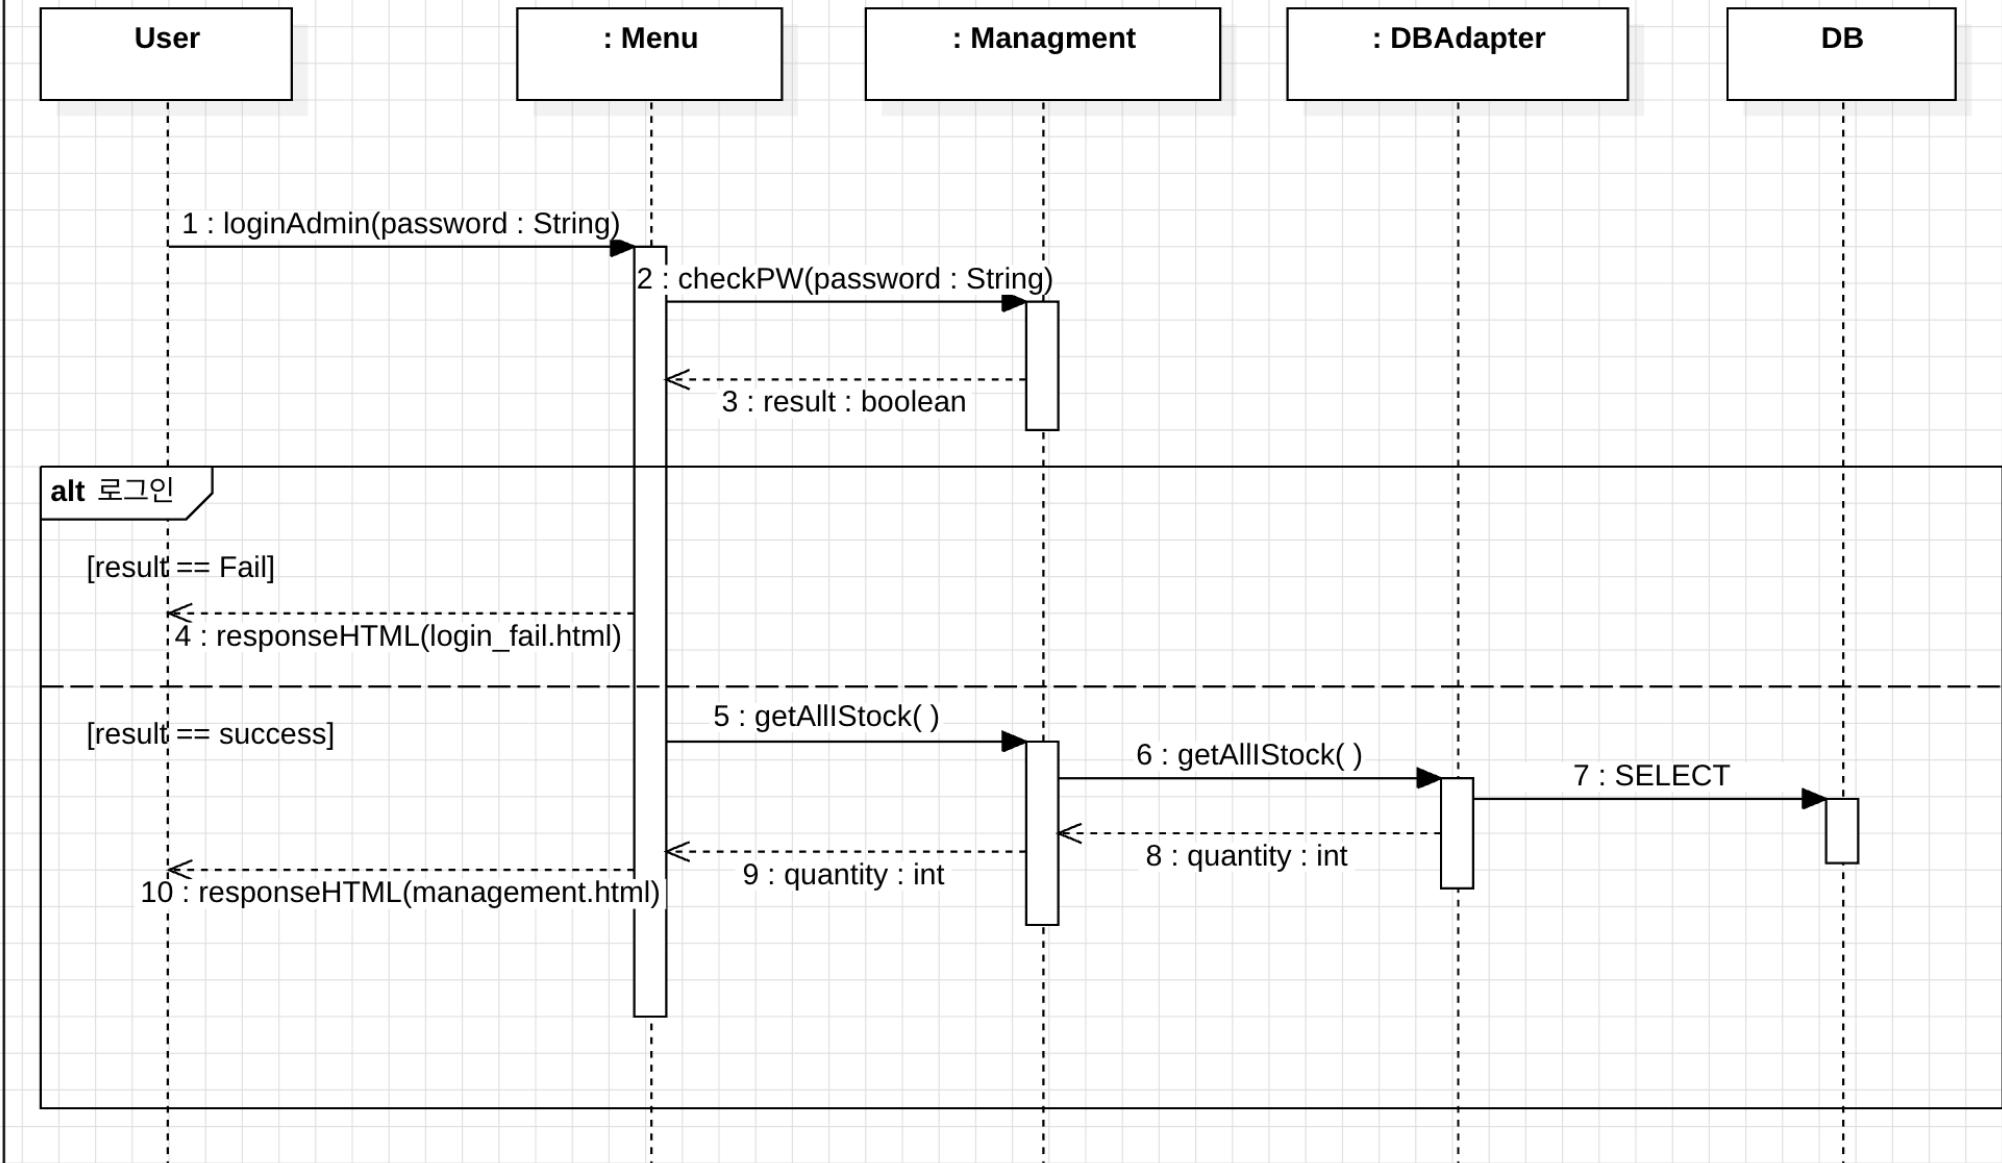 User
: Menu
: Managment
: DBAdapter
DB
1 : loginAdmin(password : String)
2 : checkPW(password : String)
3 : result : boolean
alt 로그인
[result == Fail]
4 : responseHTML(login_fail.html)
[result == success]
5 : getAllIStock( )
6 : getAllIStock( )
7 : SELECT
8 : quantity : int
9 : quantity : int
10 : responseHTML(management.html)